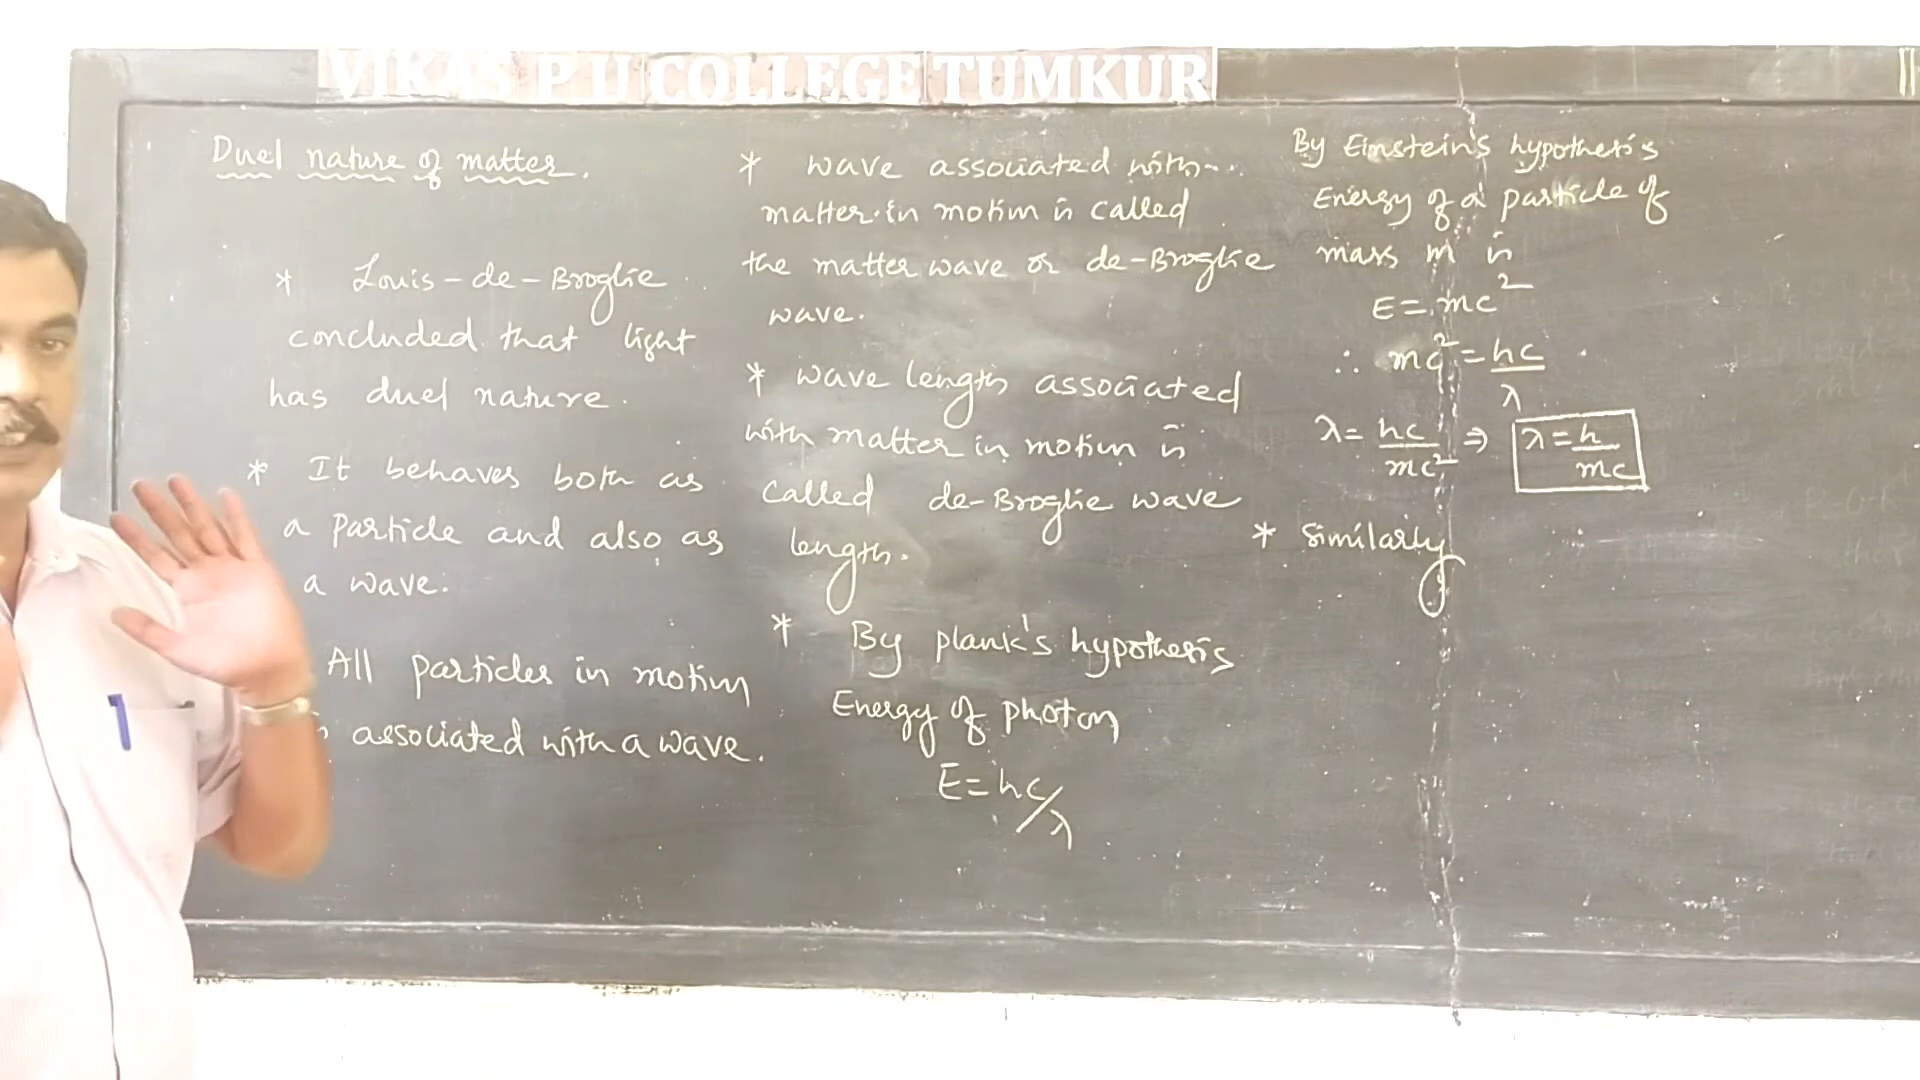 VIKAS P U COLLEGE TUMKUR
Duel nature of matter.
* Louis-de-Broglie
concluded that light
has duel nature.
* It behaves both as
a particle and also as
a wave.
All particles in motion
associated with a wave.
* wave associated with
matter in motion is called
the matter wave or de-Broglie
wave.
* wave length associated
with matter in motion is
called de-Broglie wave
length.
* By plank's hypothesis
Energy of photon
E=hc/λ
By Einstein's hypothesis
Energy of a particle of
mass m is
E=mc²
∴ mc²=hc/λ
λ=hc/mc² ⇒ λ=h/mc
* Similarly